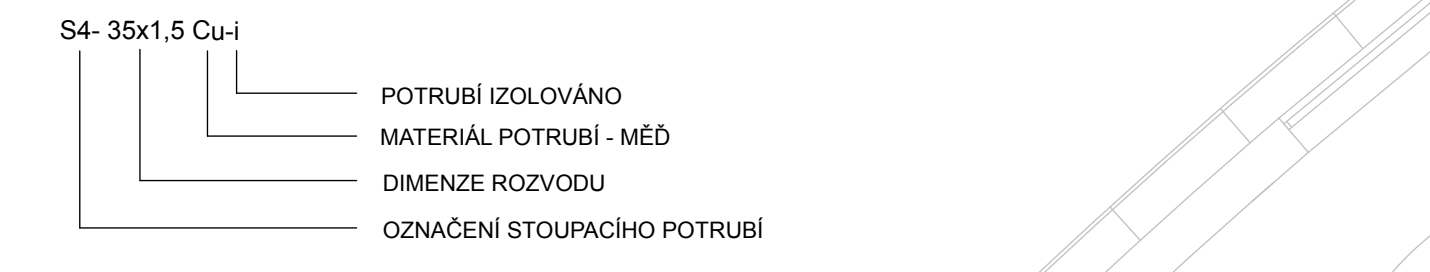 S4- 35x1,5 Cu-i
POTRUBÍ IZOLOVÁNO
MATERIÁL POTRUBÍ - MĚĎ
DIMENZE ROZVODU
OZNAČENÍ STOUPACÍHO POTRUBÍ